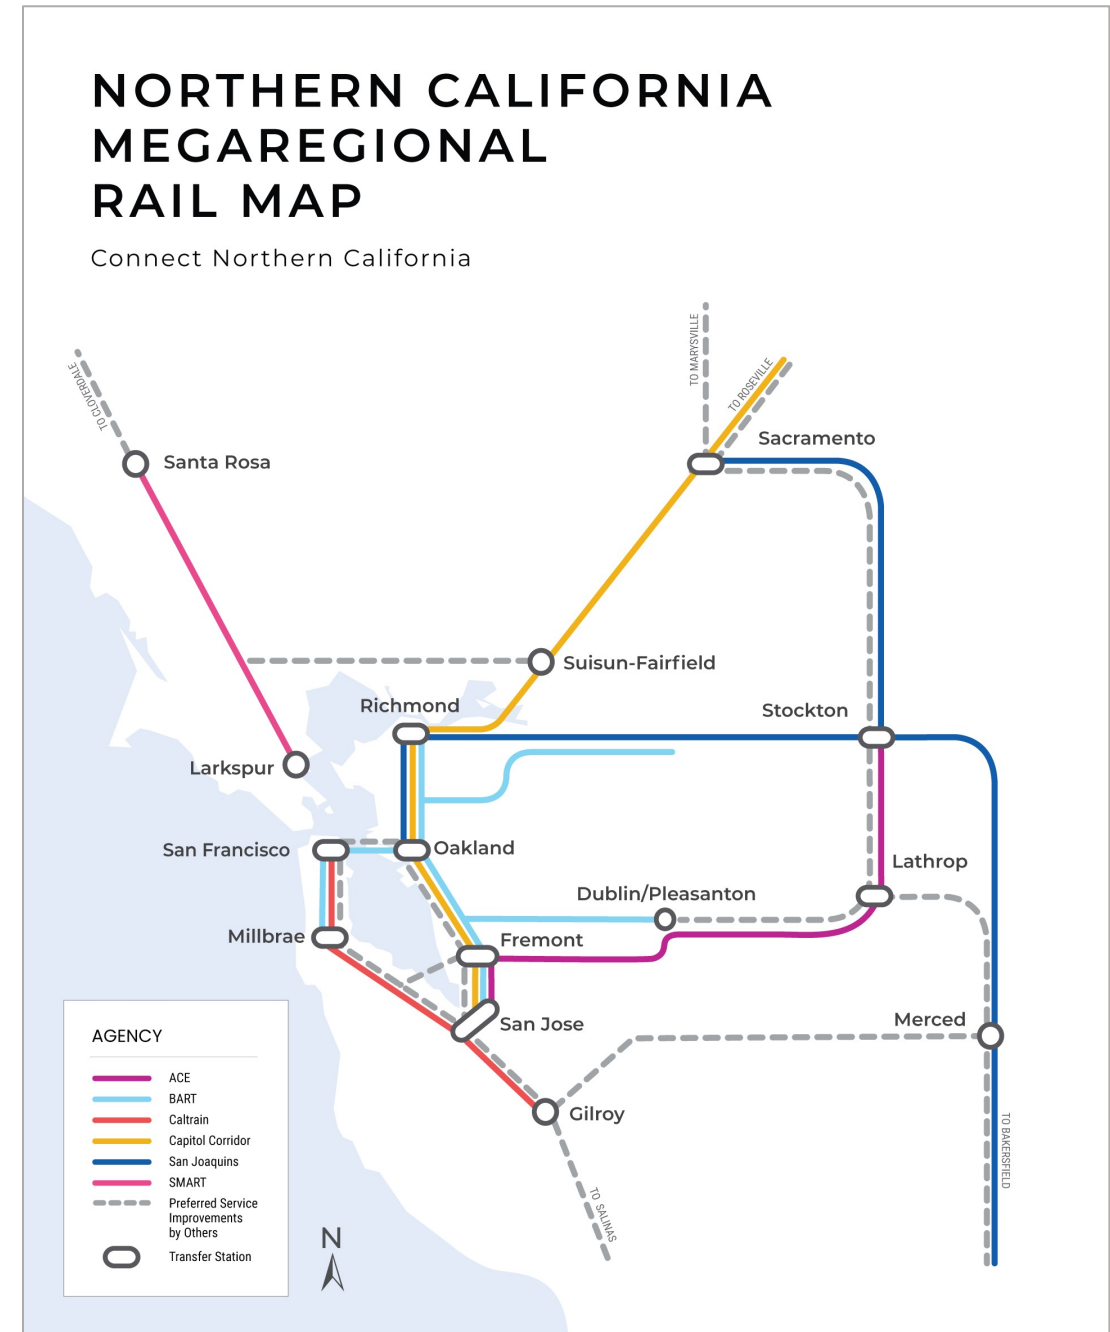 NORTHERN CALIFORNIA
MEGAREGIONAL
RAIL MAP
Connect Northern California
TO MARYSVILLE
TO ROSEVILLE
TO CLOVERDALE
Sacramento
Santa Rosa
Suisun-Fairfield
Richmond
Stockton
Larkspur
San Francisco
Oakland
Lathrop
Dublin/Pleasanton
Millbrae
Fremont
San Jose
Merced
Gilroy
TO BAKERSFIELD
TO SALINAS
AGENCY
ACE
BART
Caltrain
Capitol Corridor
San Joaquins
SMART
Preferred Service
Improvements
by Others
Transfer Station
N